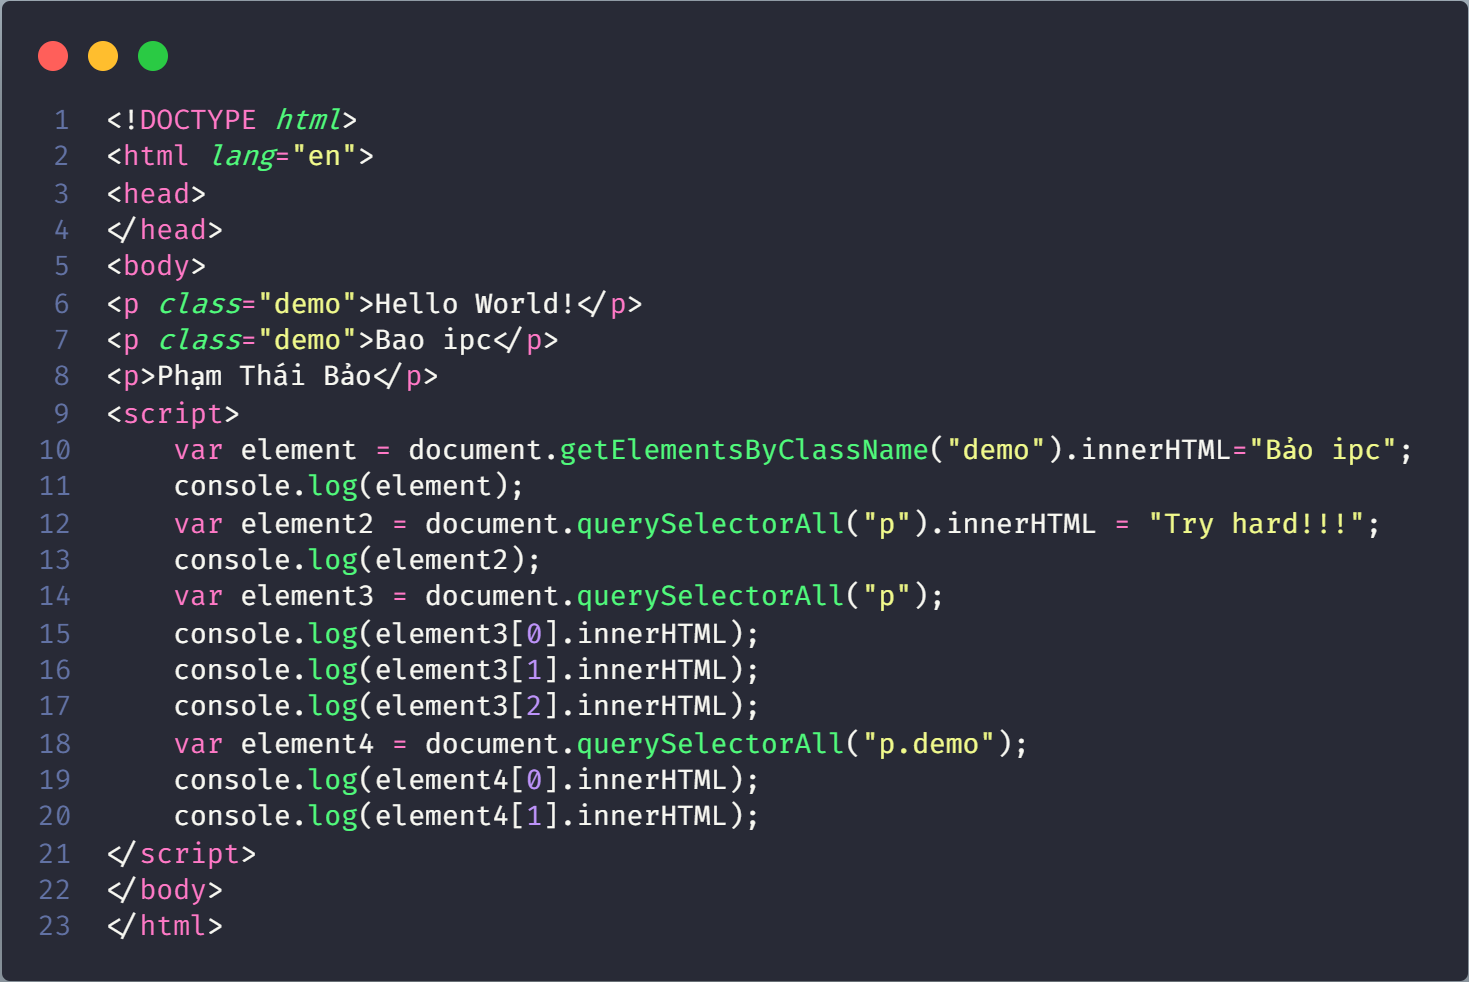 1 <!DOCTYPE html>
2 <html lang="en">
3 <head>
4 </head>
5 <body>
6 <p class="demo">Hello World!</p>
7 <p class="demo">Bao ipc</p>
8 <p>Phạm Thái Bảo</p>
9 <script>
10     var element = document.getElementsByClassName("demo").innerHTML="Bảo ipc";
11     console.log(element);
12     var element2 = document.querySelectorAll("p").innerHTML = "Try hard!!!";
13     console.log(element2);
14     var element3 = document.querySelectorAll("p");
15     console.log(element3[0].innerHTML);
16     console.log(element3[1].innerHTML);
17     console.log(element3[2].innerHTML);
18     var element4 = document.querySelectorAll("p.demo");
19     console.log(element4[0].innerHTML);
20     console.log(element4[1].innerHTML);
21 </script>
22 </body>
23 </html>